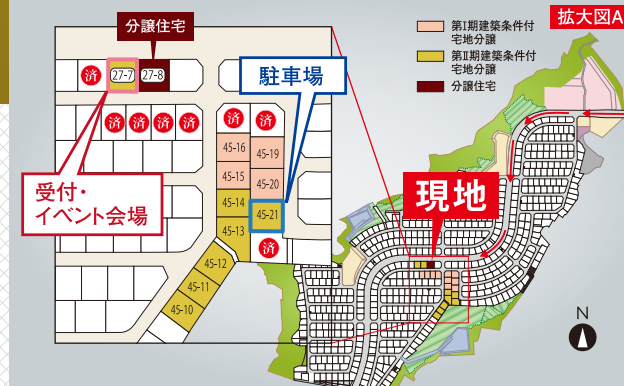 拡大図A
第Ⅰ期建築条件付
宅地分譲
第Ⅱ期建築条件付
宅地分譲
分譲住宅
分譲住宅
済
27-7
27-8
駐車場
済
済
済
済
済
済
45-16
45-19
45-15
45-20
45-14
45-21
45-13
済
受付・
イベント会場
45-12
45-11
45-10
現地
N